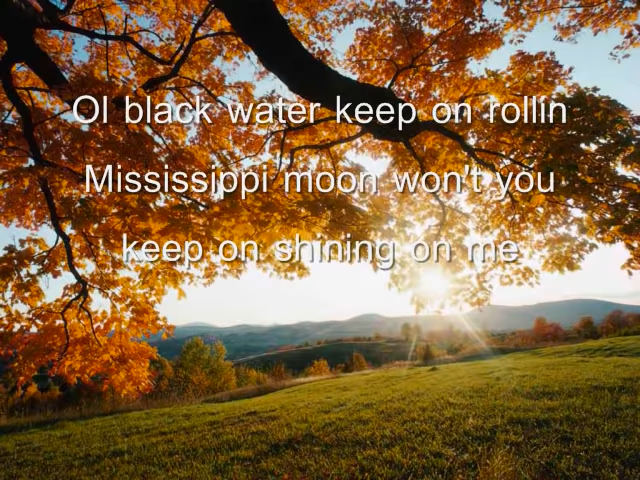 Ol black water keep on rollin
Mississippi moon won't you
keep on shining on me